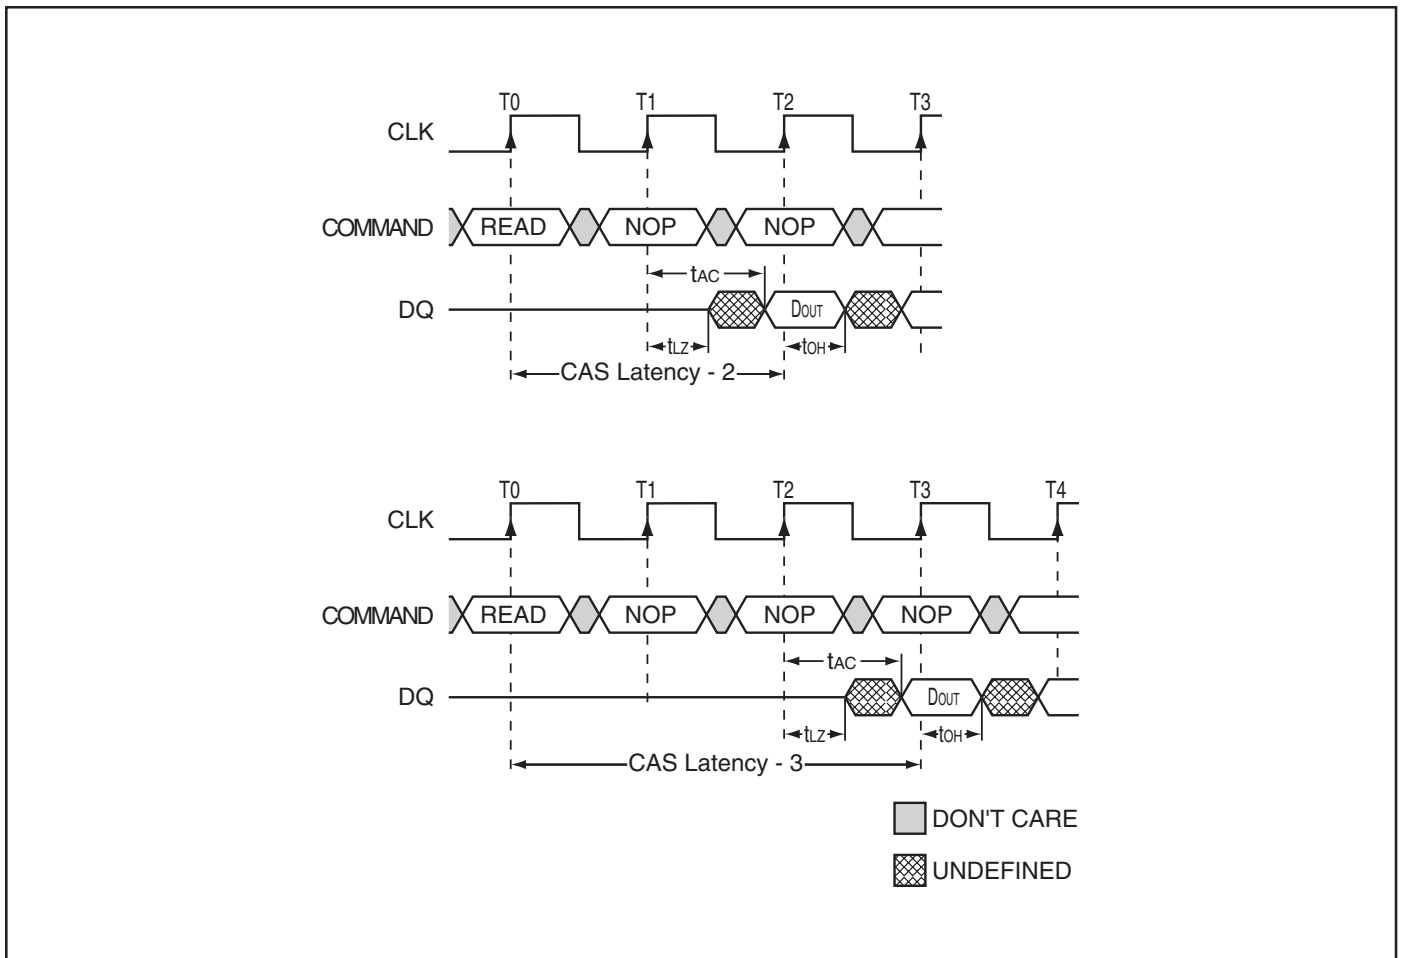 T0 T1 T2 T3
CLK
COMMAND READ NOP NOP
tAC
DQ DOUT
tLZ tOH
CAS Latency - 2
T0 T1 T2 T3 T4
CLK
COMMAND READ NOP NOP NOP
tAC
DQ DOUT
tLZ tOH
CAS Latency - 3
DON'T CARE
UNDEFINED